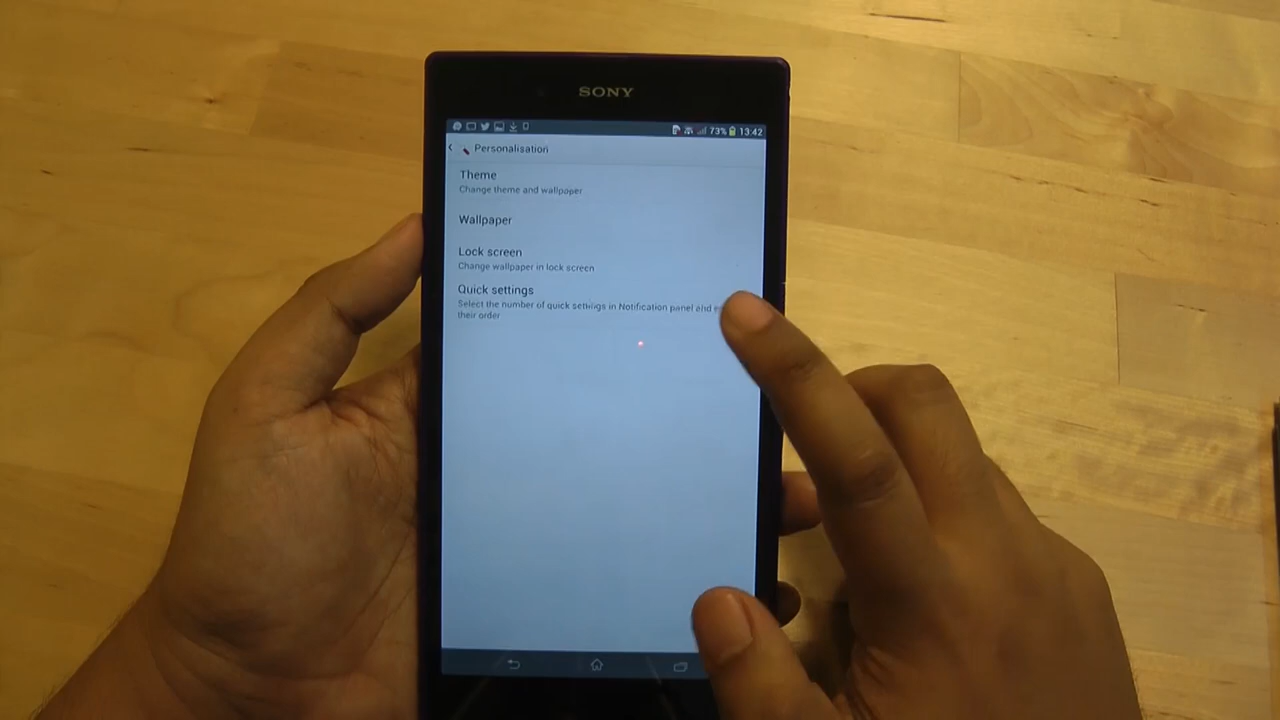 SONY
73% 13:42
Personalisation
Theme
Change theme and wallpaper
Wallpaper
Lock screen
Change wallpaper in lock screen
Quick settings
Select the number of quick settings in Notification panel and
their order